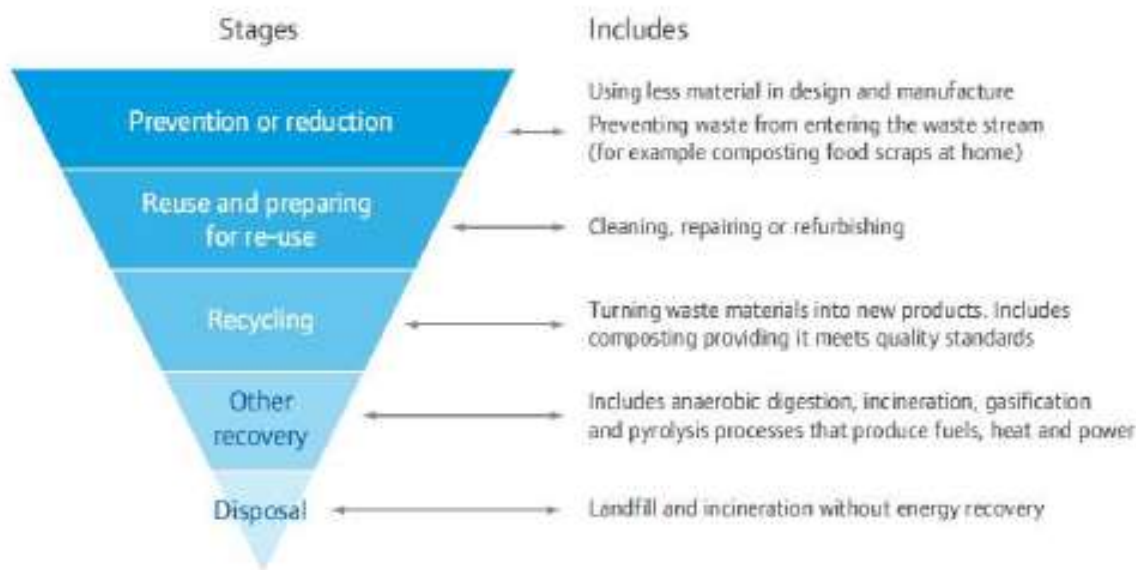 Stages
Includes
Prevention or reduction
Using less material in design and manufacture
Preventing waste from entering the waste stream
(for example composting food scraps at home)
Reuse and preparing
for re-use
Cleaning, repairing or refurbishing
Recycling
Turning waste materials into new products. Includes
composting providing it meets quality standards
Other
recovery
Includes anaerobic digestion, incineration, gasification
and pyrolysis processes that produce fuels, heat and power
Disposal
Landfill and incineration without energy recovery